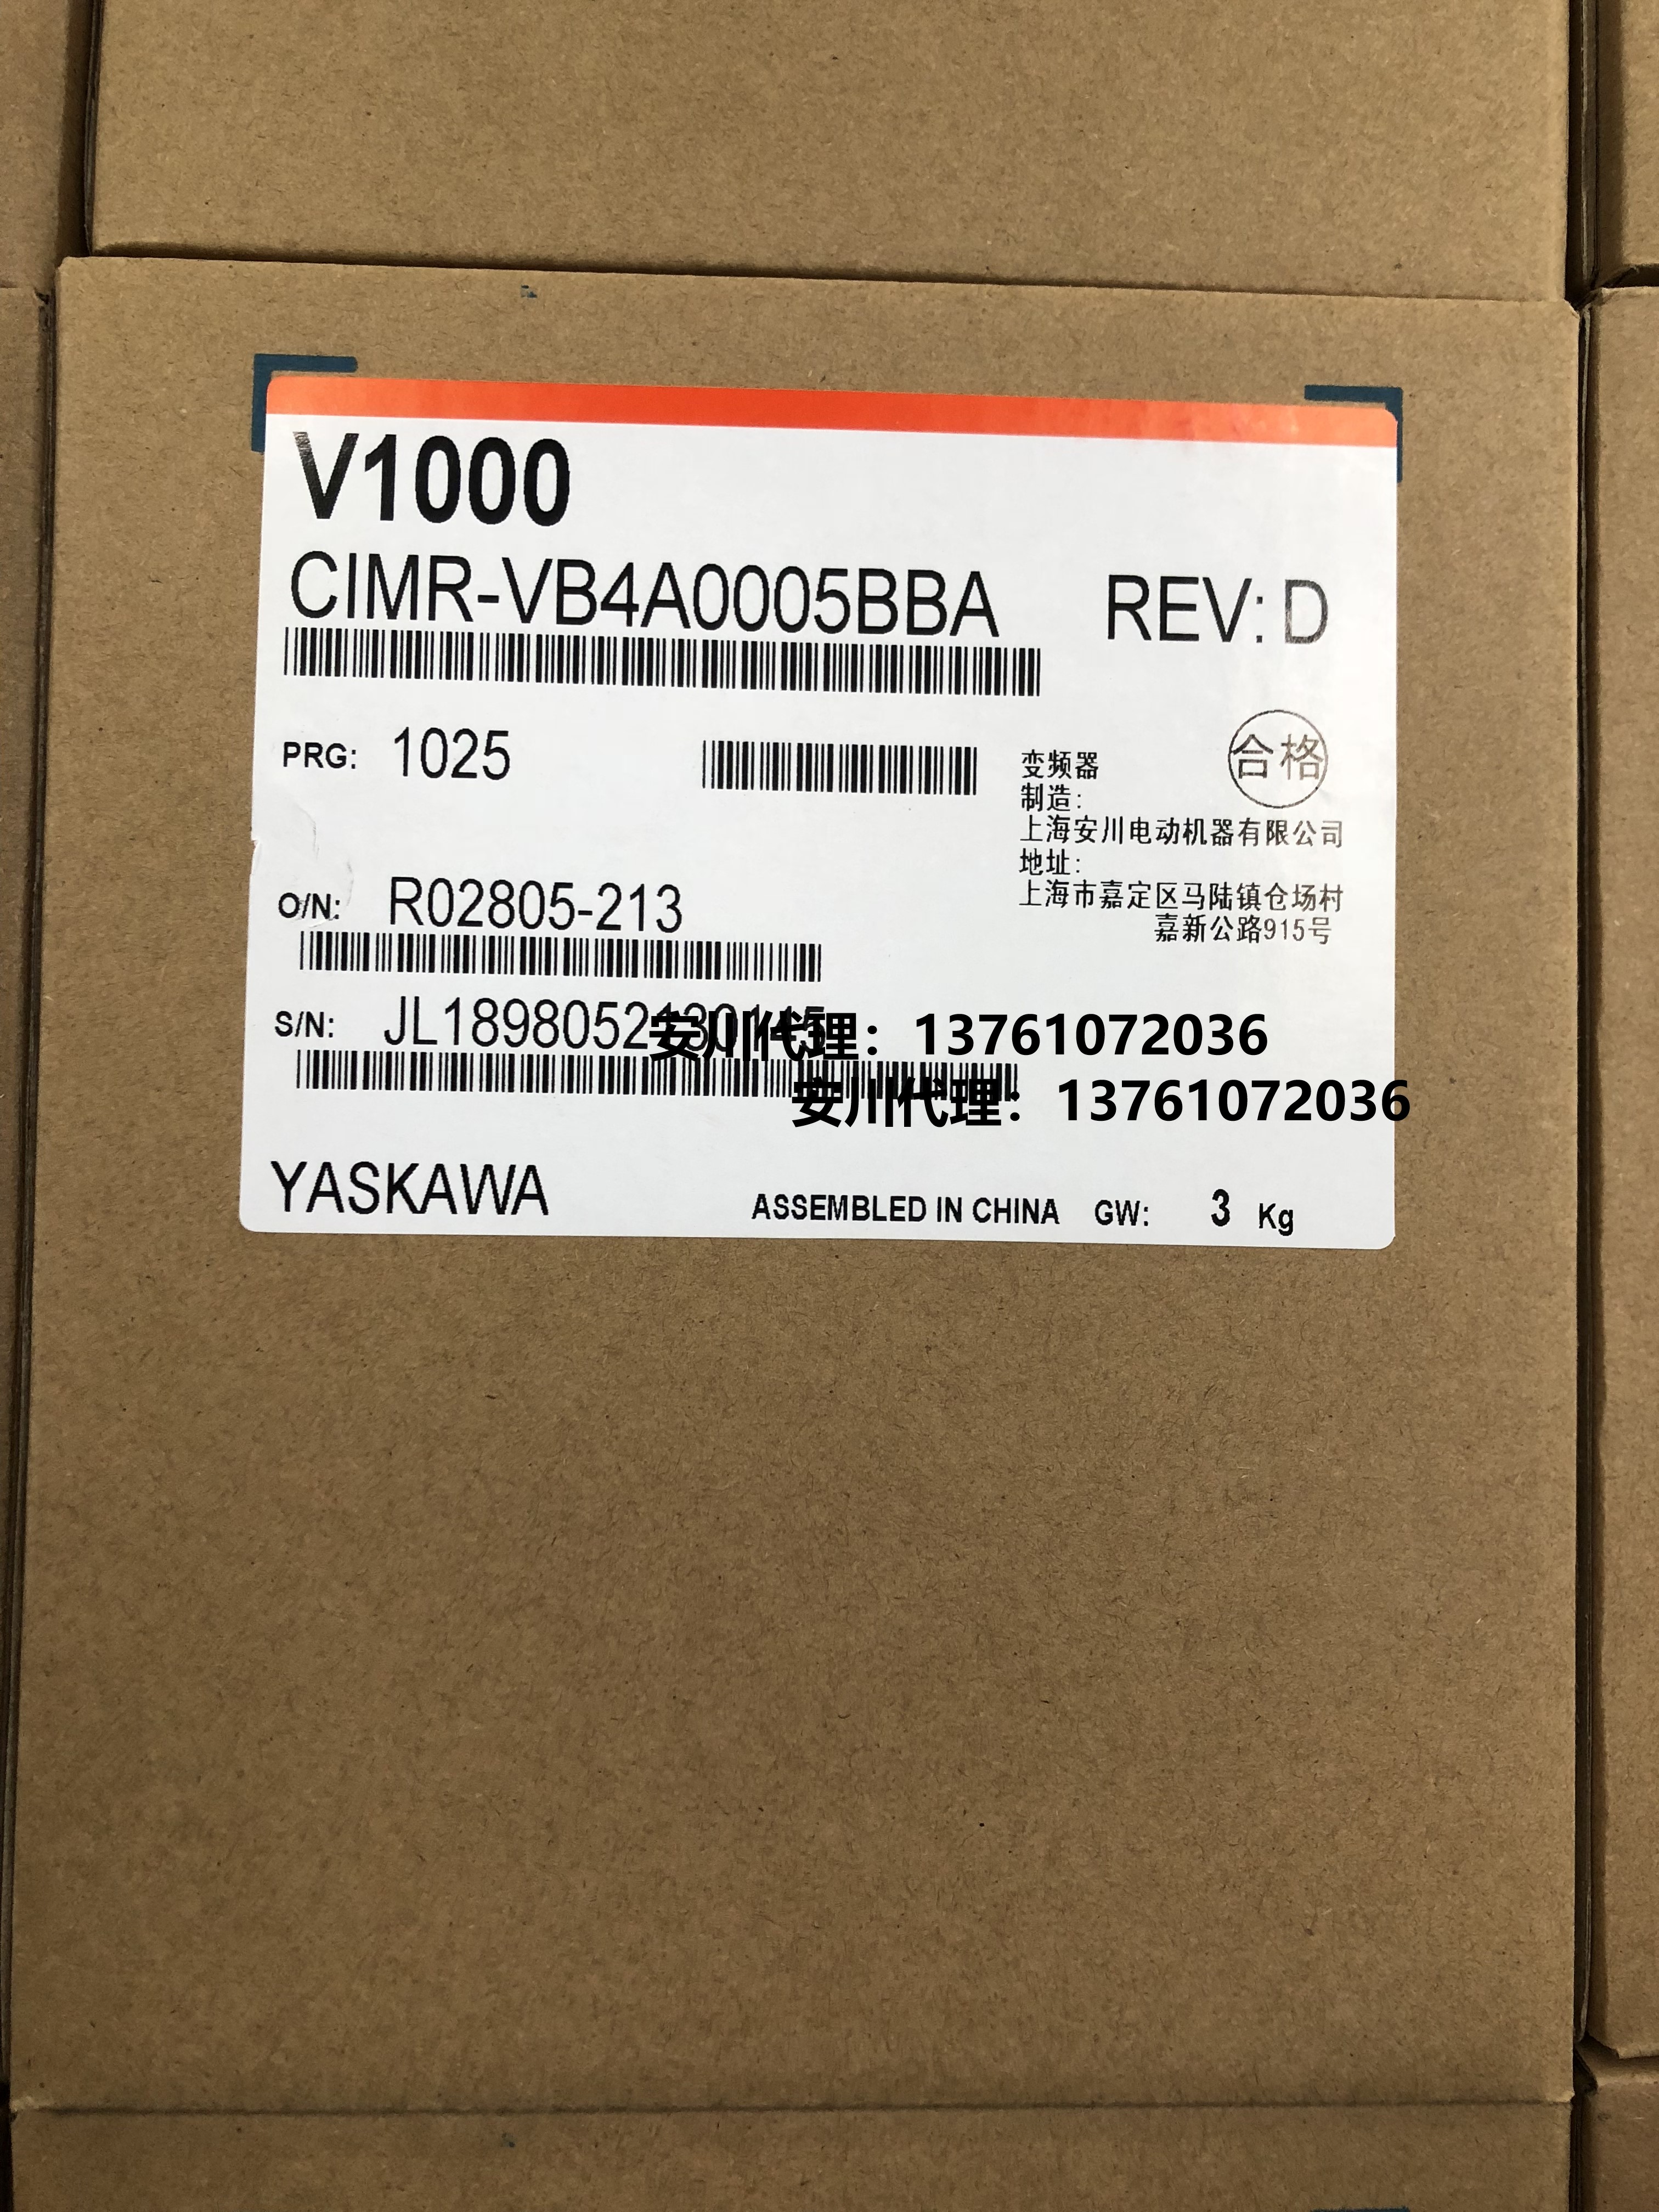 V1000
CIMR-VB4A0005BBA REV: D
PRG: 1025
合格
变频器
制造:
上海安川电动机器有限公司
地址:
上海市嘉定区马陆镇仓场村
嘉新公路915号
O/N: R02805-213
S/N:
安川代理：13761072036
安川代理：13761072036
YASKAWA ASSEMBLED IN CHINA GW: 3 Kg